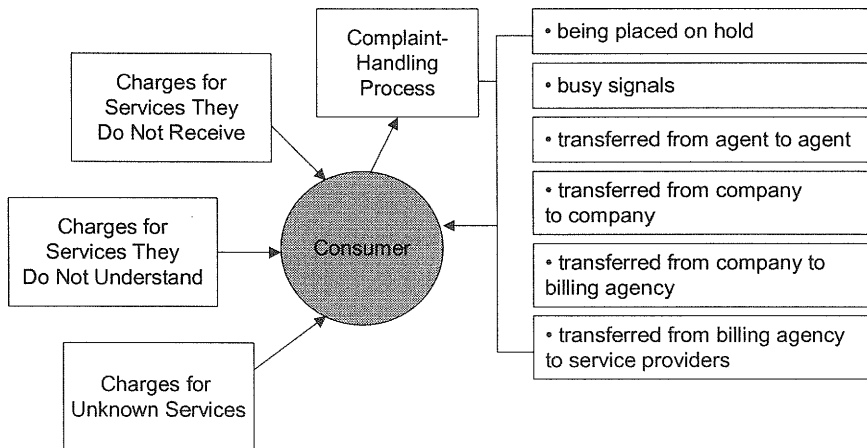 Complaint-
Handling
Process
Charges for
Services They
Do Not Receive
Charges for
Services They
Do Not Understand
Charges for
Unknown Services
Consumer
• being placed on hold
• busy signals
• transferred from agent to agent
• transferred from company
to company
• transferred from company to
billing agency
• transferred from billing agency
to service providers